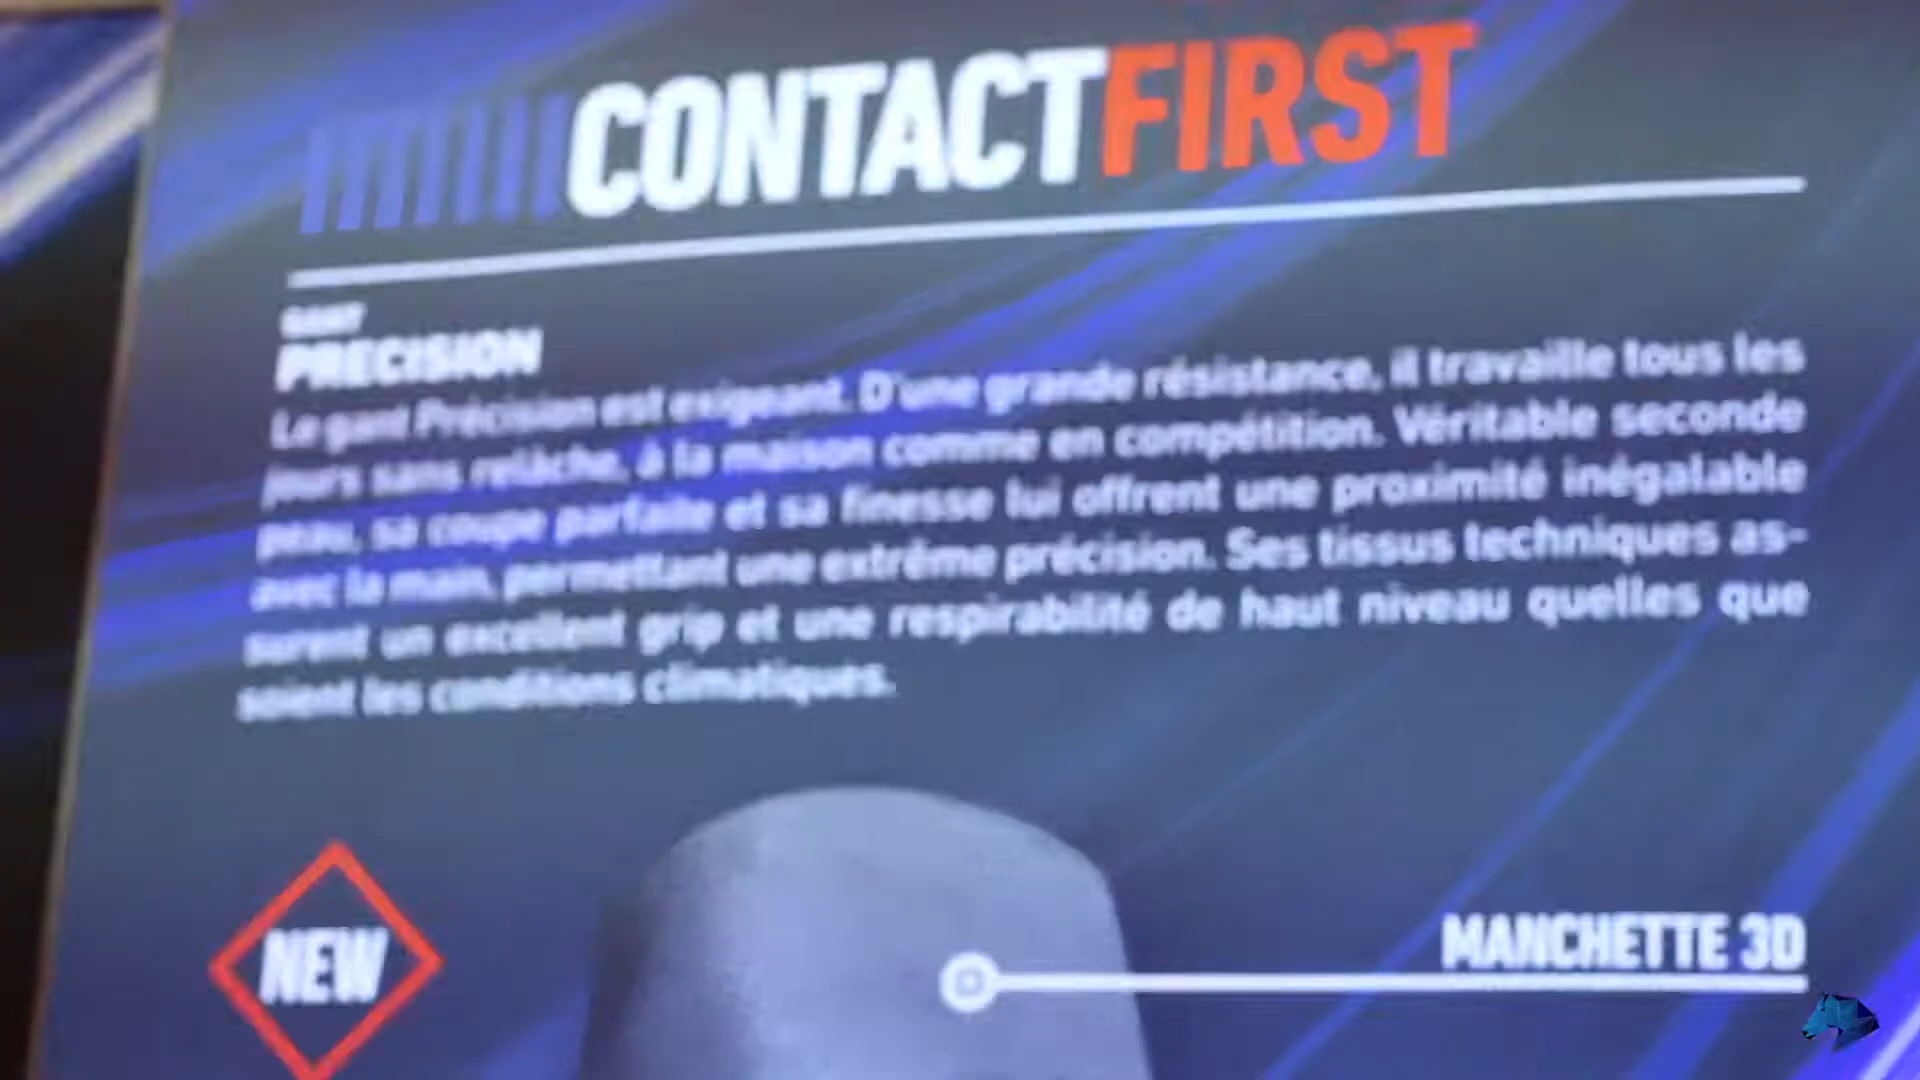 CONTACTFIRST
GANT
PRECISION
Le gant Précision est exigeant. D'une grande résistance, il travaille tous les
jours sans relâche, à la maison comme en compétition. Véritable seconde
peau, sa coupe parfaite et sa finesse lui offrent une proximité inégalable
avec la main, permettant une extrême précision. Ses tissus techniques as-
surent un excellent grip et une respirabilité de haut niveau quelles que
soient les conditions climatiques.
NEW
MANCHETTE 3D